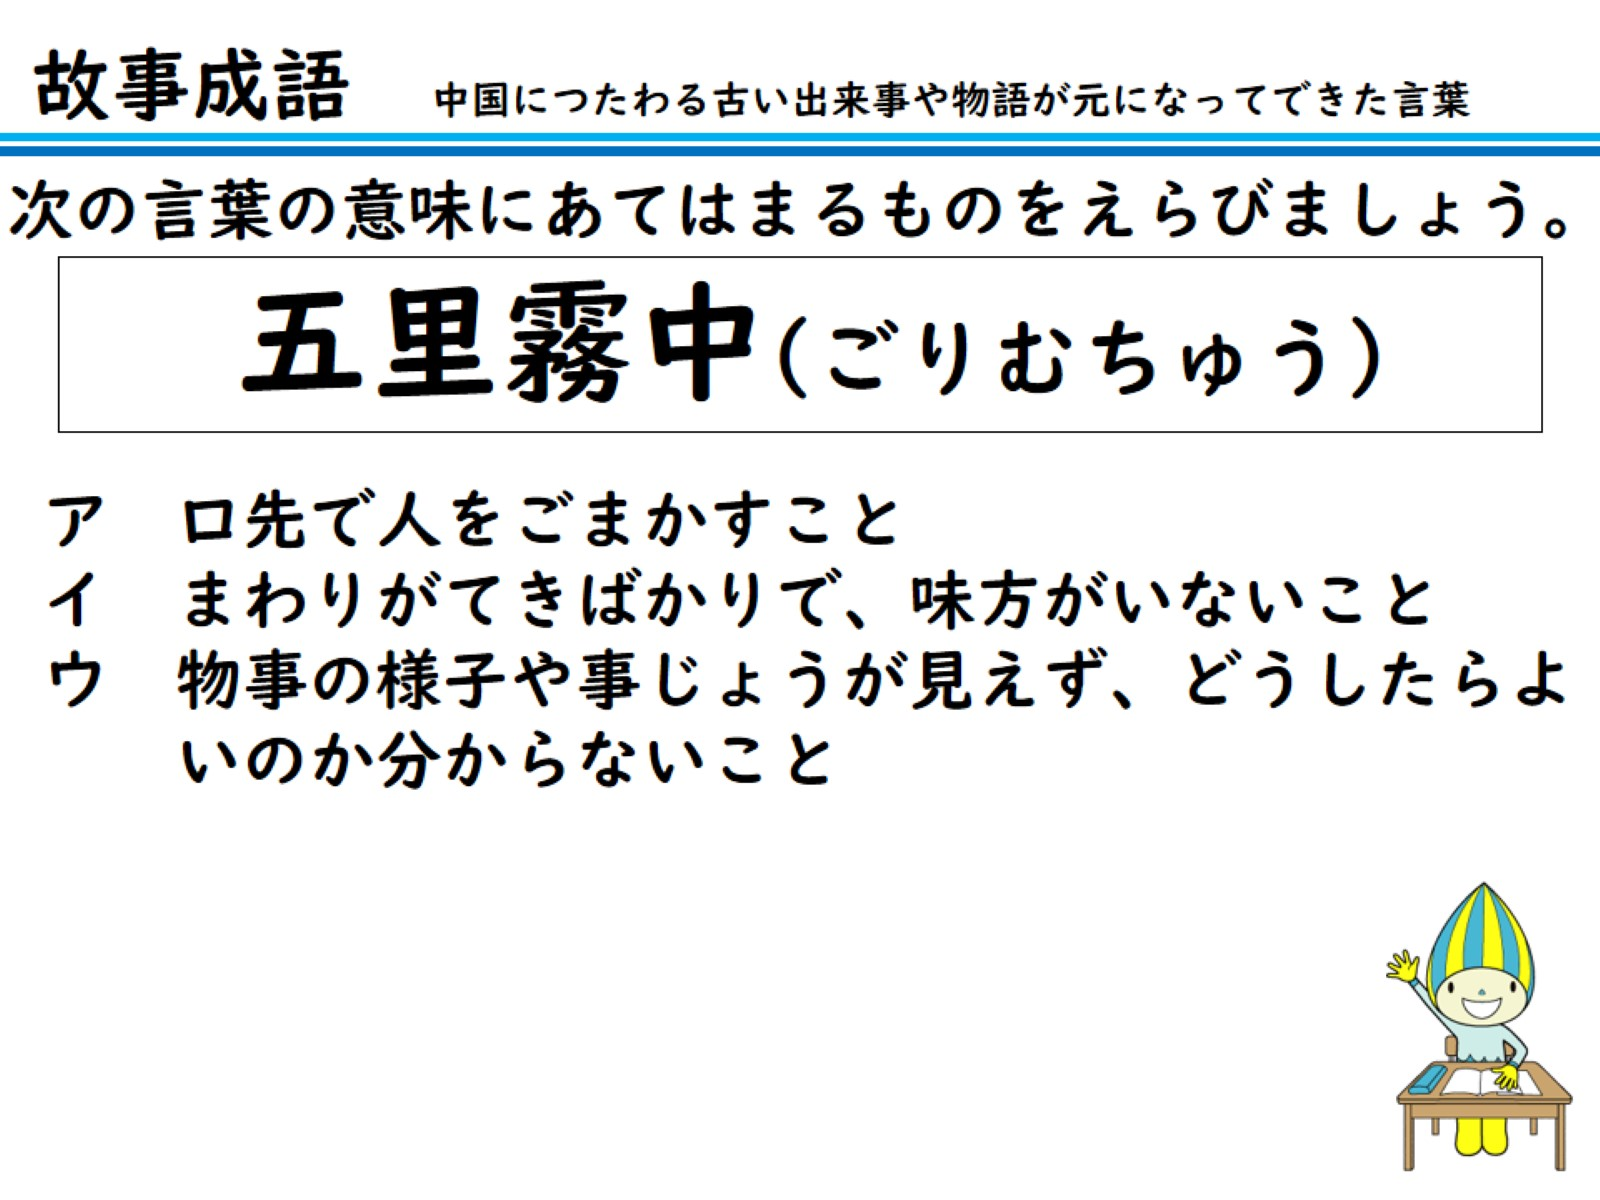 故事成語　中国につたわる古い出来事や物語が元になってできた言葉
次の言葉の意味にあてはまるものをえらびましょう。
五里霧中(ごりむちゅう)
ア　口先で人をごまかすこと
イ　まわりがてきばかりで、味方がいないこと
ウ　物事の様子や事じょうが見えず、どうしたらよ
いのか分からないこと